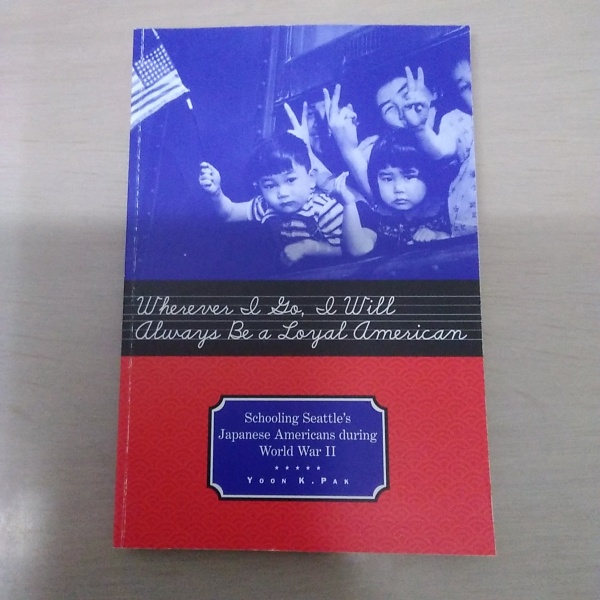 Wherever I Go, I Will
Always Be a Loyal American
Schooling Seattle's
Japanese Americans during
World War II
★★★★★
YOON K. PAK